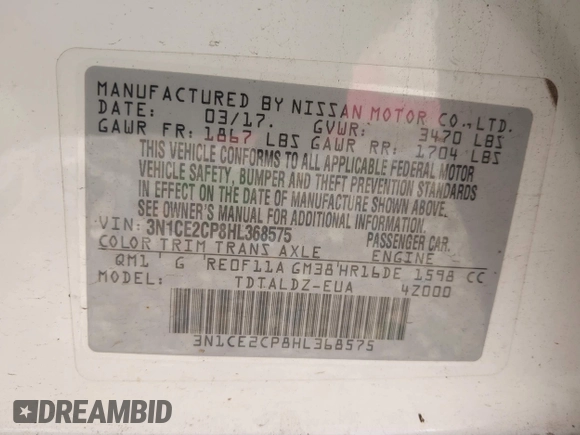 MANUFACTURED BY NISSAN MOTOR CO.,LTD.
DATE: 03/17. GVWR: 3470 LBS
GAWR FR: 1867 LBS GAWR RR: 1704 LBS
THIS VEHICLE CONFORMS TO ALL APPLICABLE FEDERAL MOTOR
VEHICLE SAFETY, BUMPER AND THEFT PREVENTION STANDARDS
IN EFFECT ON THE DATE OF MANUFACTURE SHOWN ABOVE.
SEE OWNER'S MANUAL FOR ADDITIONAL INFORMATION.
VIN: 3N1CE2CP8HL368575 PASSENGER CAR.
COLOR TRIM TRANS AXLE ENGINE
QM1 G RE0F11A GM38 HR16DE 1598 CC
MODEL: TDTALDZ-EUA 4Z000
3N1CE2CP8HL368575
DREAMBID